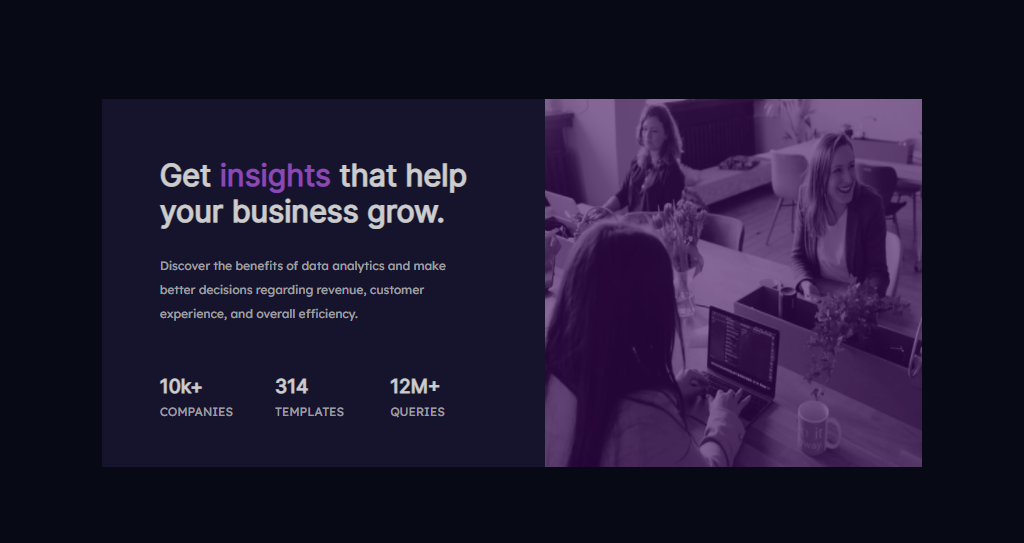 Get insights that help
your business grow.
Discover the benefits of data analytics and make
better decisions regarding revenue, customer
experience, and overall efficiency.
10k+ 314 12M+
COMPANIES TEMPLATES QUERIES